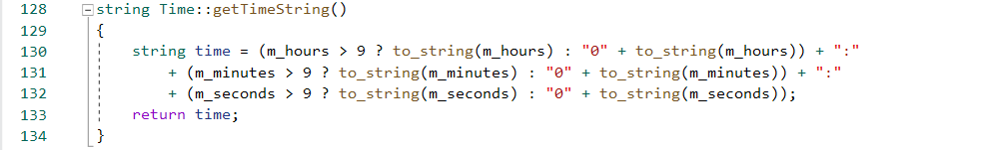 128 string Time::getTimeString()
129 {
130 string time = (m_hours > 9 ? to_string(m_hours) : "0" + to_string(m_hours)) + ":"
131 + (m_minutes > 9 ? to_string(m_minutes) : "0" + to_string(m_minutes)) + ":"
132 + (m_seconds > 9 ? to_string(m_seconds) : "0" + to_string(m_seconds));
133 return time;
134 }